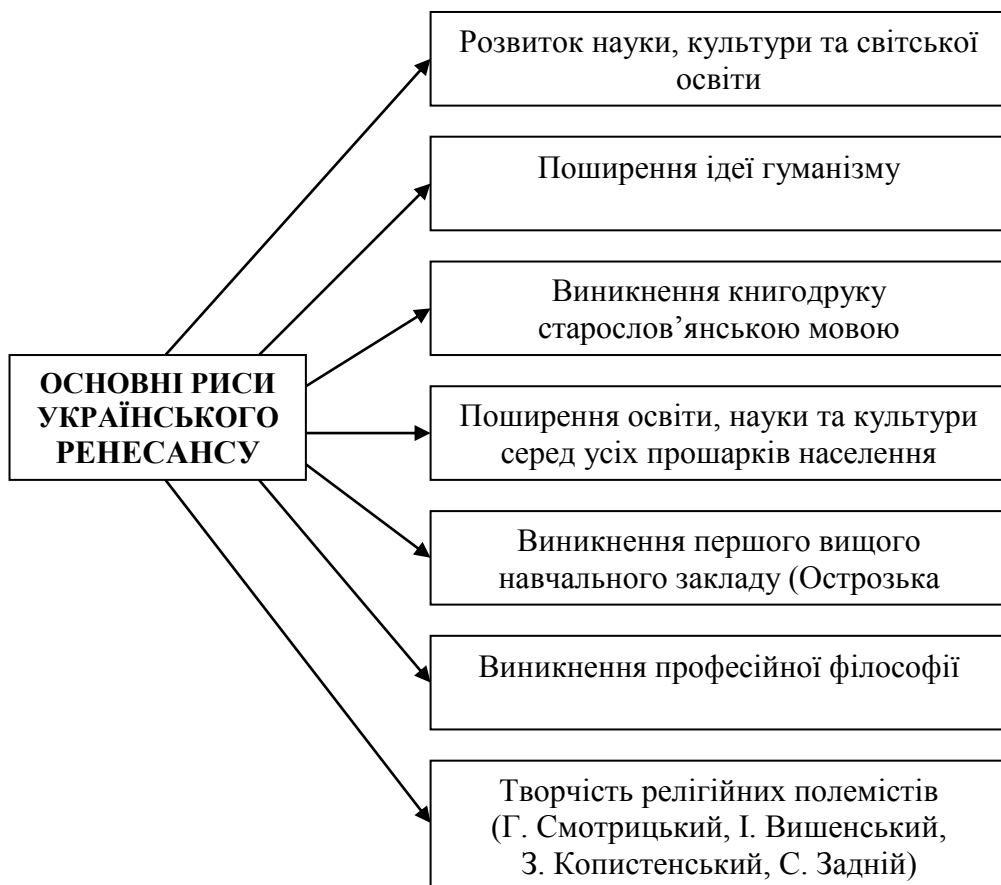 Розвиток науки, культури та світської
освіти
Поширення ідеї гуманізму
Виникнення книгодруку
старослов’янською мовою
ОСНОВНІ РИСИ
УКРАЇНСЬКОГО
РЕНЕСАНСУ
Поширення освіти, науки та культури
серед усіх прошарків населення
Виникнення першого вищого
навчального закладу (Острозька
Виникнення професійної філософії
Творчість релігійних полемістів
(Г. Смотрицький, І. Вишенський,
З. Копистенський, С. Задній)